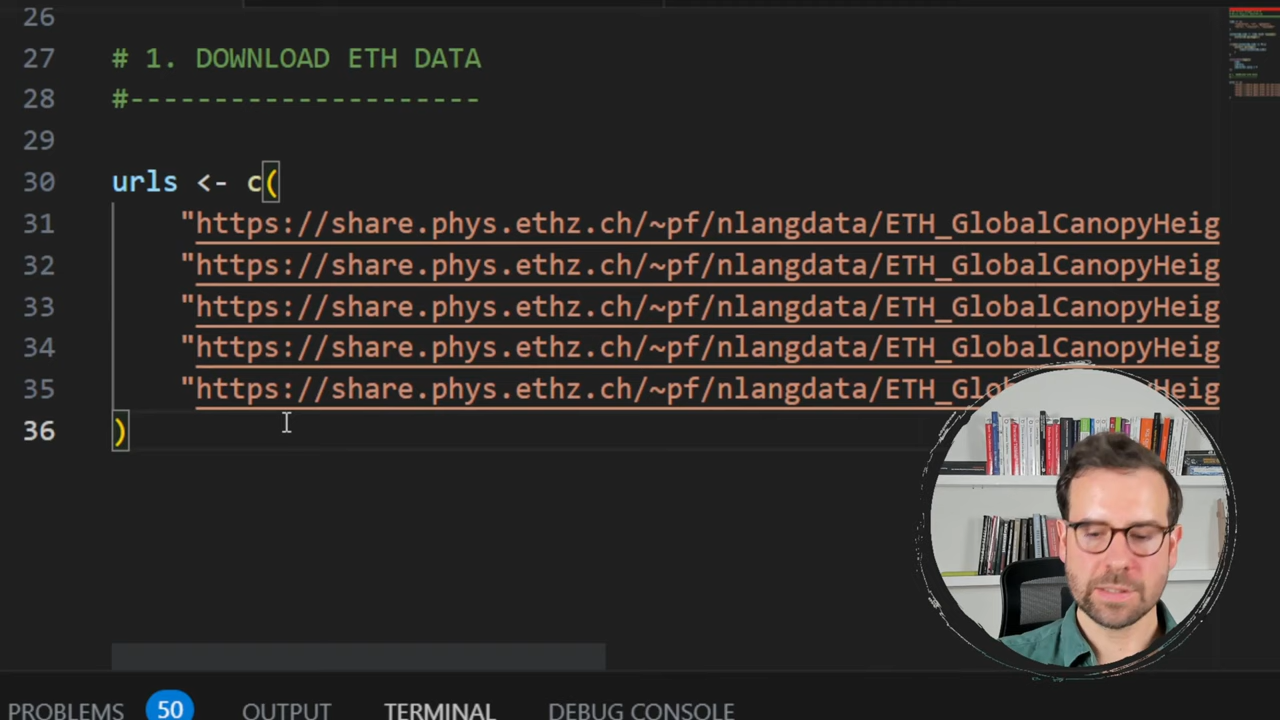 26
27 # 1. DOWNLOAD ETH DATA
28 #---------------------
29
30 urls <- c(
31 "https://share.phys.ethz.ch/~pf/nlangdata/ETH_GlobalCanopyHeig
32 "https://share.phys.ethz.ch/~pf/nlangdata/ETH_GlobalCanopyHeig
33 "https://share.phys.ethz.ch/~pf/nlangdata/ETH_GlobalCanopyHeig
34 "https://share.phys.ethz.ch/~pf/nlangdata/ETH_GlobalCanopyHeig
35 "https://share.phys.ethz.ch/~pf/nlangdata/ETH_GlobalCanopyHeig
36 )
PROBLEMS 50 OUTPUT TERMINAL DEBUG CONSOLE